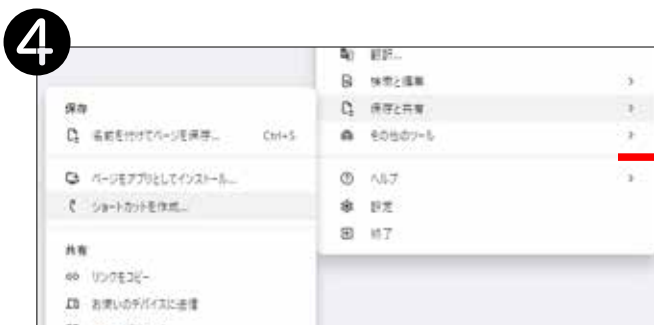 4
翻訳...
検索と編集
保存と共有
その他のツール
ヘルプ
設定
終了
保存
名前を付けてページを保存... Ctrl+S
ページをアプリとしてインストール...
ショートカットを作成...
共有
リンクをコピー
お使いのデバイスに送信